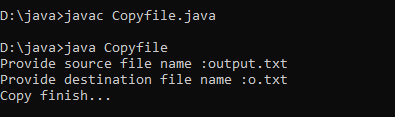 D:\java>javac Copyfile.java
D:\java>java Copyfile
Provide source file name :output.txt
Provide destination file name :o.txt
Copy finish...